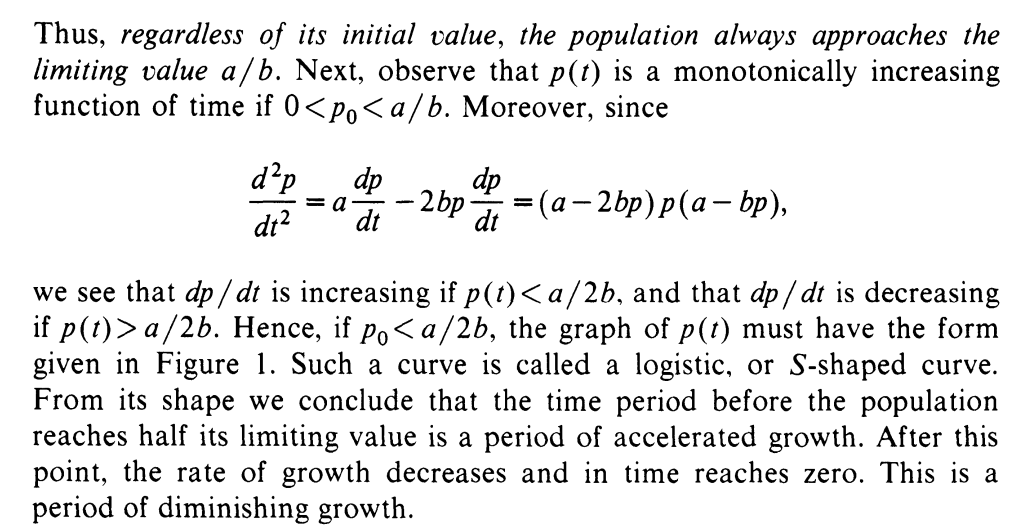 Thus, regardless of its initial value, the population always approaches the
limiting value a/b. Next, observe that p(t) is a monotonically increasing
function of time if 0<p₀<a/b. Moreover, since
d²p/dt² = a dp/dt − 2bp dp/dt = (a−2bp)p(a−bp),
we see that dp/dt is increasing if p(t)<a/2b, and that dp/dt is decreasing
if p(t)>a/2b. Hence, if p₀<a/2b, the graph of p(t) must have the form
given in Figure 1. Such a curve is called a logistic, or S-shaped curve.
From its shape we conclude that the time period before the population
reaches half its limiting value is a period of accelerated growth. After this
point, the rate of growth decreases and in time reaches zero. This is a
period of diminishing growth.